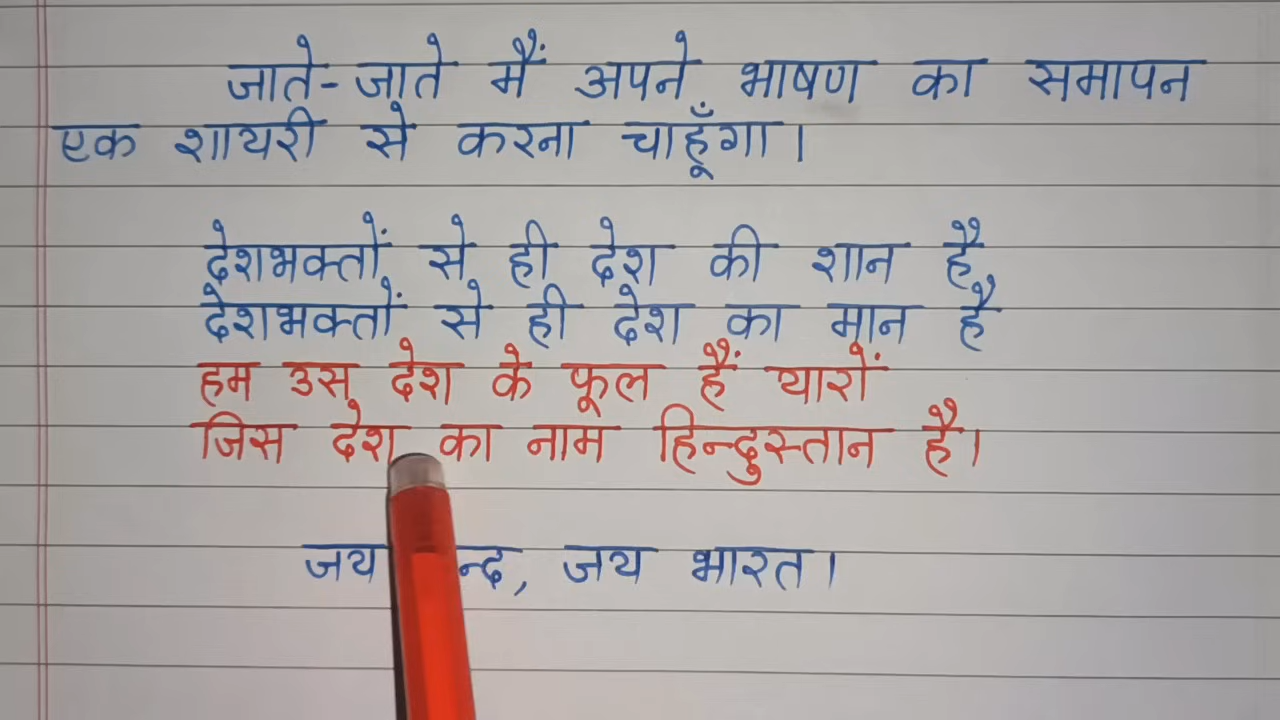 जाते-जाते मैं अपने भाषण का समापन
एक शायरी से करना चाहूँगा।
देशभक्तों से ही देश की शान है
देशभक्तों से ही देश का मान है
हम उस देश के फूल हैं यारों
जिस देश का नाम हिन्दुस्तान है।
जय न्द, जय भारत।